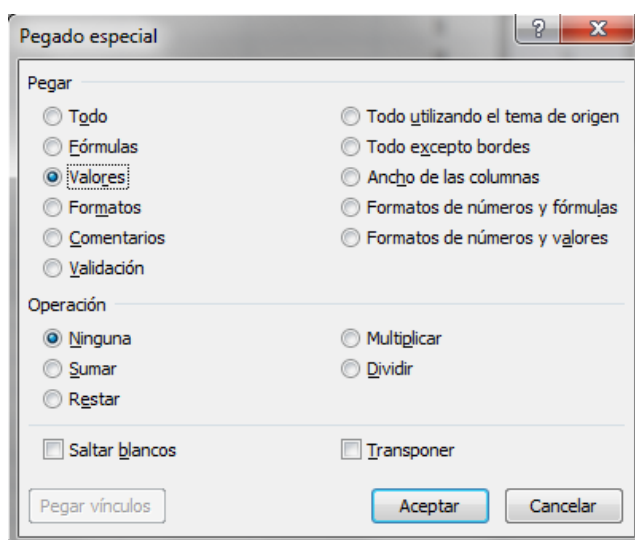 Pegado especial
Pegar
Todo
Fórmulas
Valores
Formatos
Comentarios
Validación
Todo utilizando el tema de origen
Todo excepto bordes
Ancho de las columnas
Formatos de números y fórmulas
Formatos de números y valores
Operación
Ninguna
Sumar
Restar
Multiplicar
Dividir
Saltar blancos
Transponer
Pegar vínculos
Aceptar
Cancelar